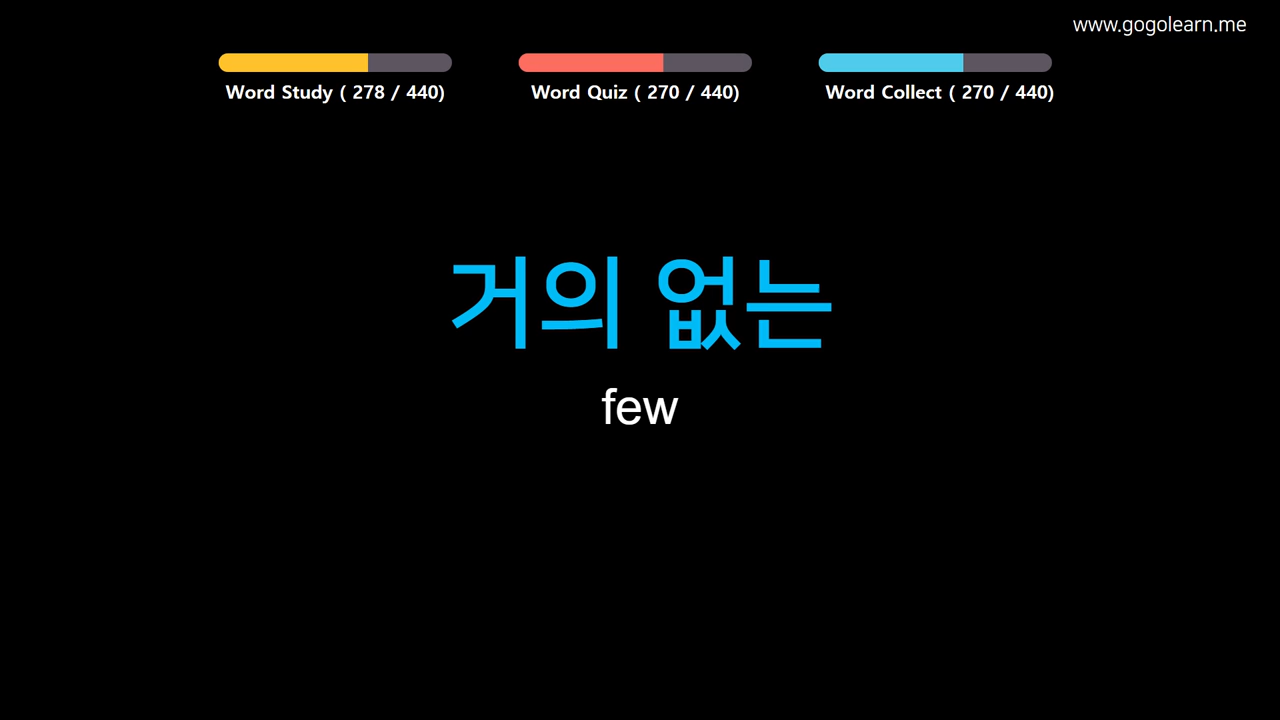 www.gogolearn.me
Word Study ( 278 / 440)
Word Quiz ( 270 / 440)
Word Collect ( 270 / 440)
거의 없는
few